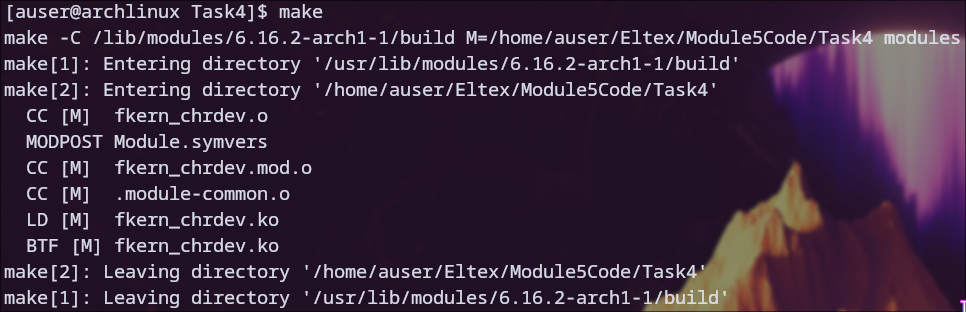 [auser@archlinux Task4]$ make
make -C /lib/modules/6.16.2-arch1-1/build M=/home/auser/Eltex/Module5Code/Task4 modules
make[1]: Entering directory '/usr/lib/modules/6.16.2-arch1-1/build'
make[2]: Entering directory '/home/auser/Eltex/Module5Code/Task4'
  CC [M]  fkern_chrdev.o
  MODPOST Module.symvers
  CC [M]  fkern_chrdev.mod.o
  CC [M]  .module-common.o
  LD [M]  fkern_chrdev.ko
  BTF [M] fkern_chrdev.ko
make[2]: Leaving directory '/home/auser/Eltex/Module5Code/Task4'
make[1]: Leaving directory '/usr/lib/modules/6.16.2-arch1-1/build'